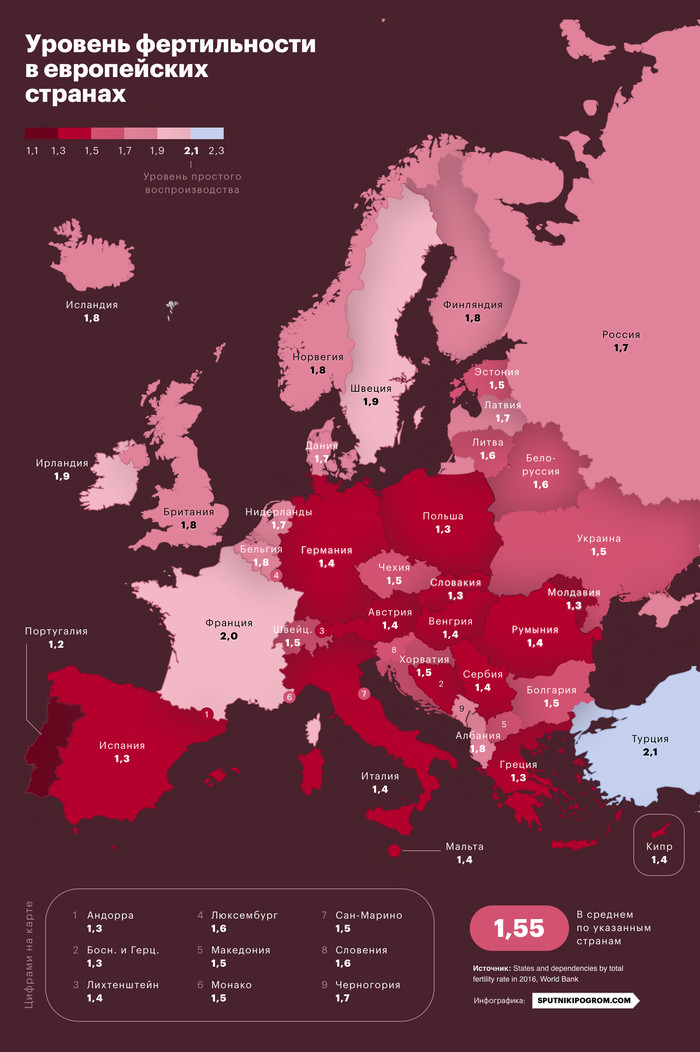 Уровень фертильности
в европейских
странах
1,1 1,3 1,5 1,7 1,9 2,1 2,3
Уровень простого
воспроизводства
Исландия
1,8
Финляндия
1,8
Россия
1,7
Норвегия
1,8
Швеция
1,9
Эстония
1,5
Латвия
1,7
Литва
1,6
Бело-
руссия
1,6
Дания
1,7
Ирландия
1,9
Британия
1,8
Нидерланды
1,7
Бельгия
1,8
4
Германия
1,4
Польша
1,3
Украина
1,5
Чехия
1,5
Словакия
1,3
Молдавия
1,3
Австрия
1,4
Венгрия
1,4
Румыния
1,4
Франция
2,0
Швейц.
1,5
3
Португалия
1,2
8
Хорватия
1,5
2
Сербия
1,4
Болгария
1,5
6
7
9
5
1
Албания
1,8
Турция
2,1
Испания
1,3
Италия
1,4
Греция
1,3
Мальта
1,4
Кипр
1,4
Цифрами на карте
1 Андорра
1,3
2 Босн. и Герц.
1,3
3 Лихтенштейн
1,4
4 Люксембург
1,6
5 Македония
1,5
6 Монако
1,5
7 Сан-Марино
1,5
8 Словения
1,6
9 Черногория
1,7
1,55
В среднем
по указанным
странам
Источник: States and dependencies by total
fertility rate in 2016, World Bank
Инфографика: SPUTNIKIPOGROM.COM